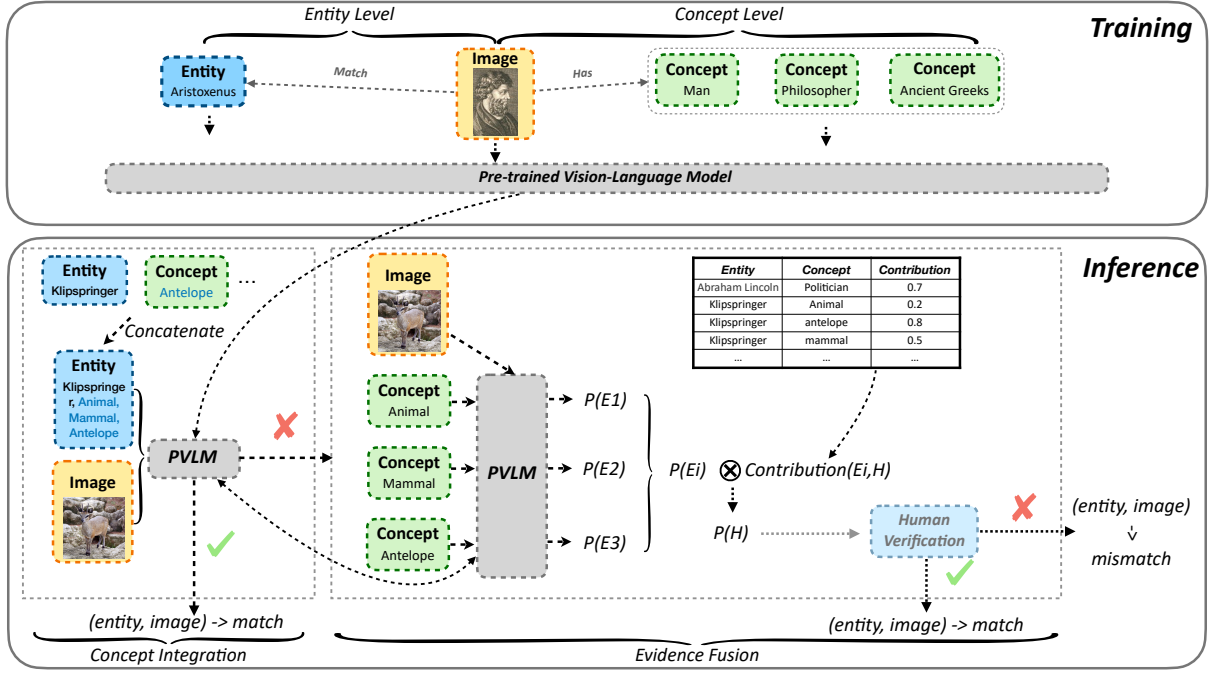 Entity Level
Concept Level
Training
Entity
Aristoxenus
Match
Image
Has
Concept
Man
Concept
Philosopher
Concept
Ancient Greeks
Pre-trained Vision-Language Model
Inference
Entity
Klipspringer
Concept
Antelope
...
Concatenate
Entity
Klipspringe
r, Animal,
Mammal,
Antelope
Image
PVLM
(entity, image) -> match
Concept Integration
Image
Concept
Animal
Concept
Mammal
Concept
Antelope
PVLM
P(E1)
P(E2)
P(E3)
Entity Concept Contribution
Abraham Lincoln Politician 0.7
Klipspringer Animal 0.2
Klipspringer antelope 0.8
Klipspringer mammal 0.5
... ... ...
P(Ei) ⊗ Contribution(Ei,H)
P(H)
Human
Verification
(entity, image)
->
mismatch
(entity, image) -> match
Evidence Fusion